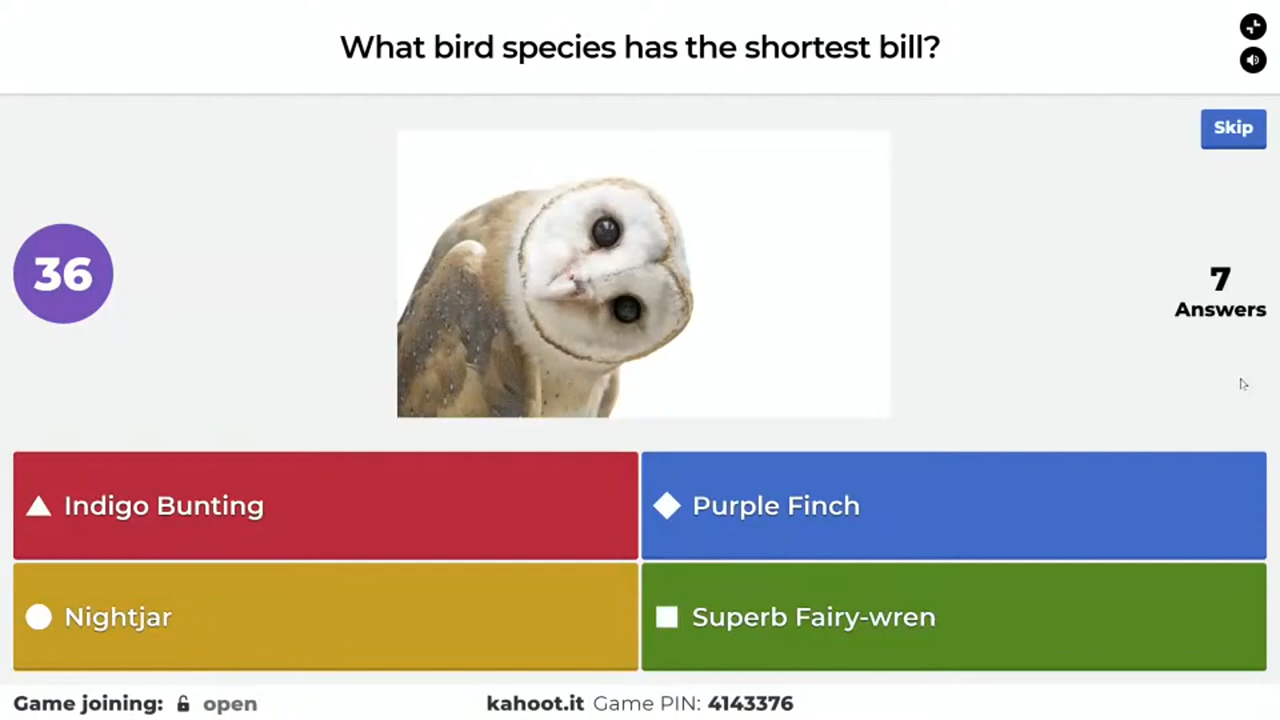 What bird species has the shortest bill?
Skip
36
7
Answers
Indigo Bunting
Purple Finch
Nightjar
Superb Fairy-wren
Game joining: open
kahoot.it Game PIN: 4143376